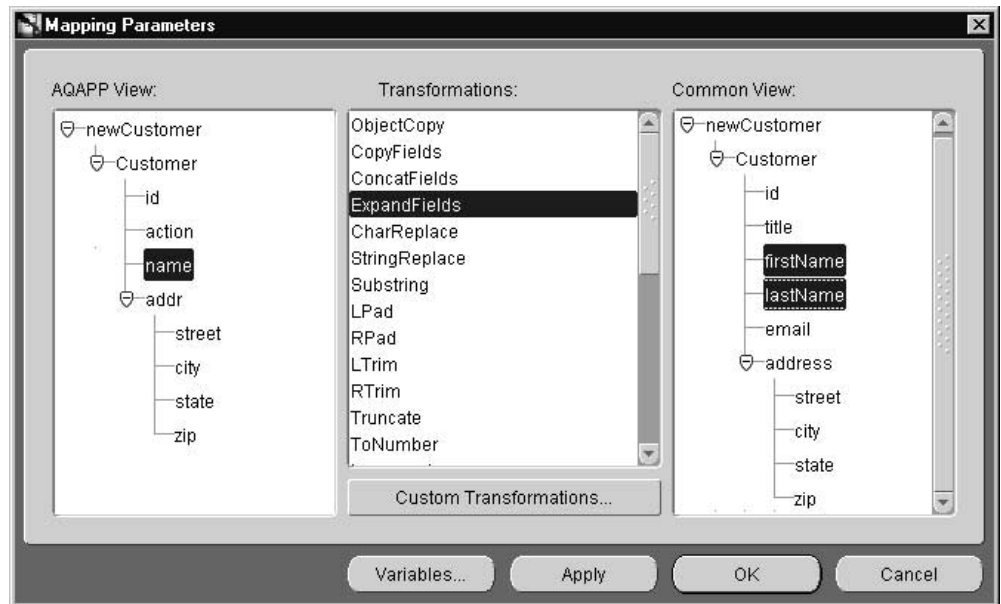 Mapping Parameters
AQAPP View:
newCustomer
Customer
id
action
name
addr
street
city
state
zip
Transformations:
ObjectCopy
CopyFields
ConcatFields
ExpandFields
CharReplace
StringReplace
Substring
LPad
RPad
LTrim
RTrim
Truncate
ToNumber
Custom Transformations...
Common View:
newCustomer
Customer
id
title
firstName
lastName
email
address
street
city
state
zip
Variables...
Apply
OK
Cancel